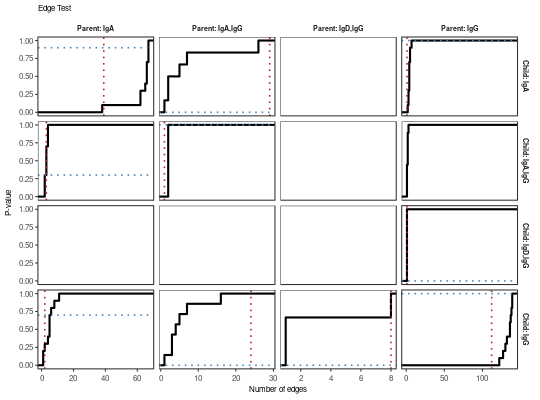 Edge Test
Parent: IgA
Parent: IgA,IgG
Parent: IgD,IgG
Parent: IgG
1.00
0.75
0.50
0.25
0.00
Child: IgA
1.00
0.75
0.50
0.25
0.00
Child: IgA,IgG
1.00
0.75
0.50
0.25
0.00
Child: IgD,IgG
1.00
0.75
0.50
0.25
0.00
Child: IgG
P-value
0 20 40 60
0 10 20 30
2 4 6 8
0 50 100
Number of edges